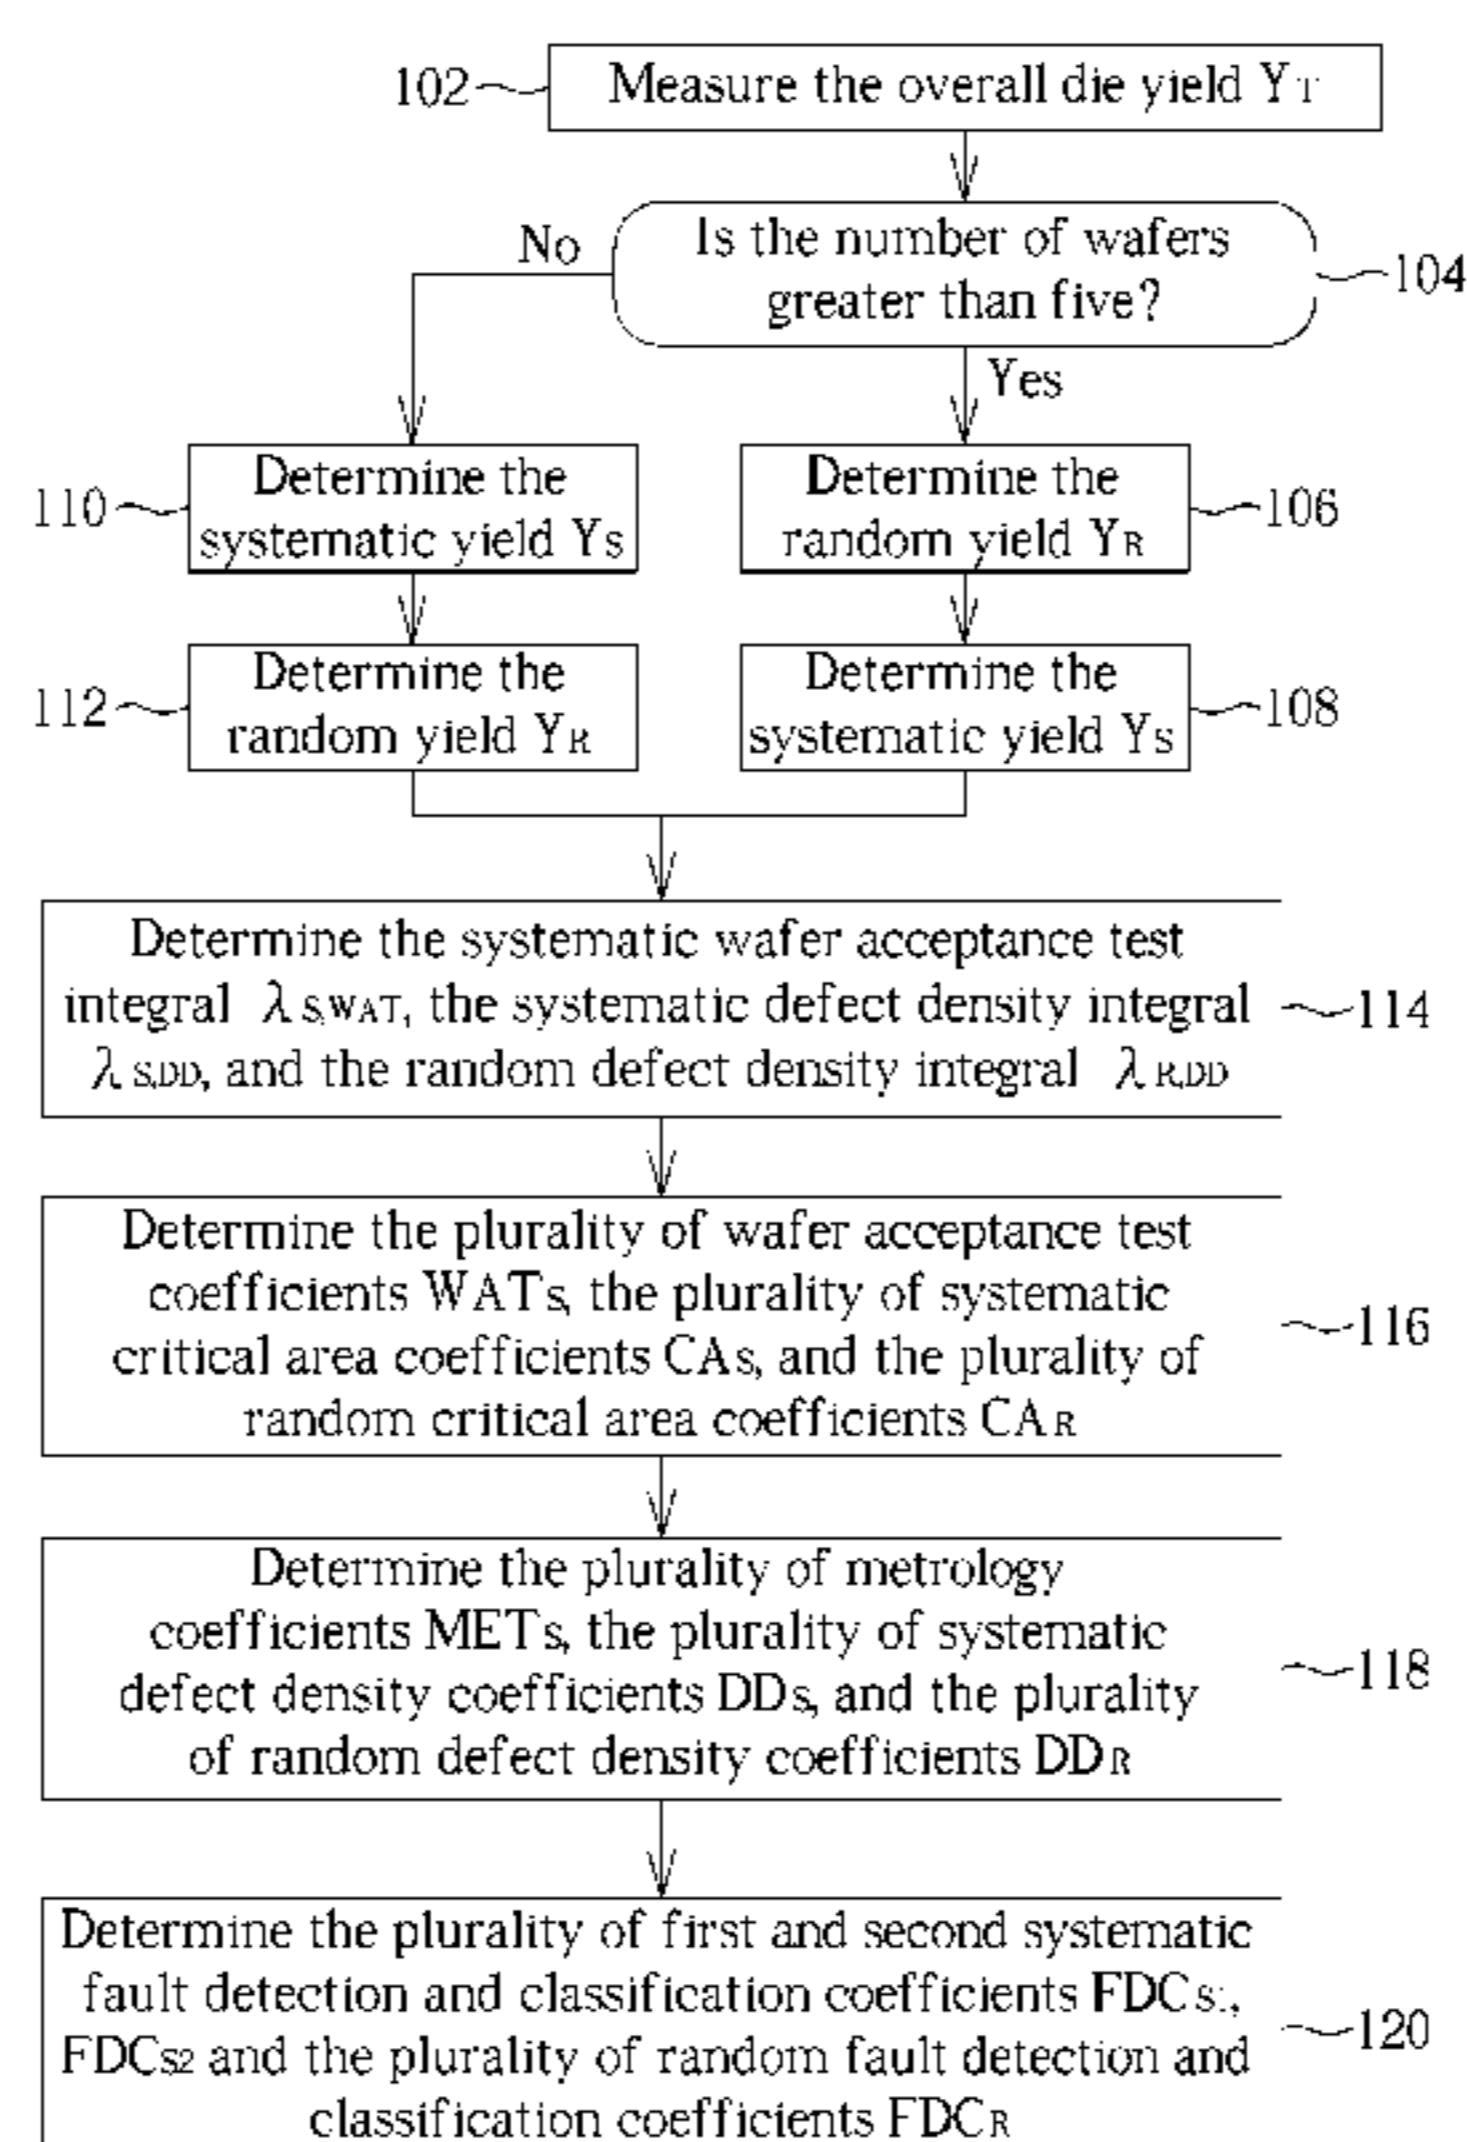 102
Measure the overall die yield YT
Is the number of wafers
greater than five?
104
No
Yes
110
Determine the
systematic yield YS
Determine the
random yield YR
106
112
Determine the
random yield YR
Determine the
systematic yield YS
108
Determine the systematic wafer acceptance test
integral λS,WAT, the systematic defect density integral
λS,DD, and the random defect density integral λR,DD
114
Determine the plurality of wafer acceptance test
coefficients WATS, the plurality of systematic
critical area coefficients CAS, and the plurality of
random critical area coefficients CAR
116
Determine the plurality of metrology
coefficients METS, the plurality of systematic
defect density coefficients DDS, and the plurality
of random defect density coefficients DDR
118
Determine the plurality of first and second systematic
fault detection and classification coefficients FDCS1,
FDCS2 and the plurality of random fault detection and
classification coefficients FDCR
120